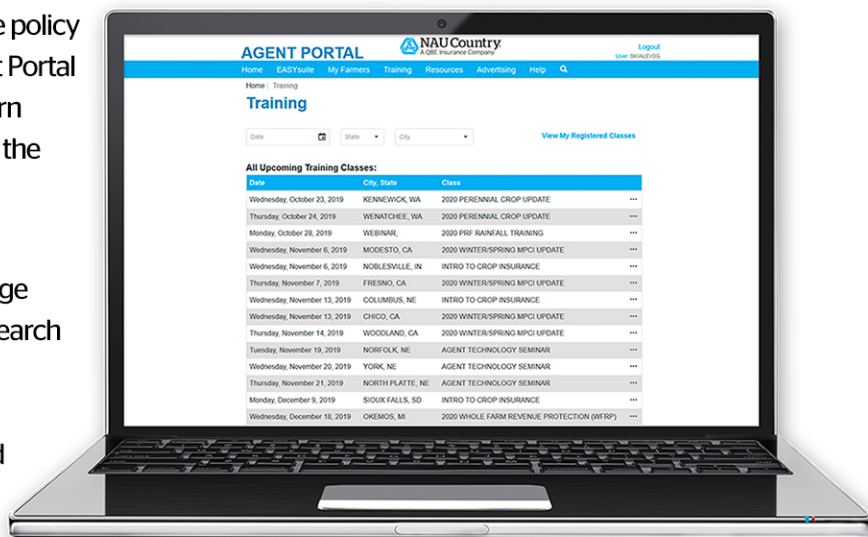 e policy
t Portal
rn
the
ge
earch
d
AGENT PORTAL
NAU Country.
A QBE Insurance Company
Logout
User: SKVALEVOG
Home EASYsuite My Farmers Training Resources Advertising Help
Home | Training
Training
Date State City View My Registered Classes
All Upcoming Training Classes:
Date City, State Class
Wednesday, October 23, 2019 KENNEWICK, WA 2020 PERENNIAL CROP UPDATE ...
Thursday, October 24, 2019 WENATCHEE, WA 2020 PERENNIAL CROP UPDATE ...
Monday, October 28, 2019 WEBINAR, 2020 PRF RAINFALL TRAINING ...
Wednesday, November 6, 2019 MODESTO, CA 2020 WINTER/SPRING MPCI UPDATE ...
Wednesday, November 6, 2019 NOBLESVILLE, IN INTRO TO CROP INSURANCE ...
Thursday, November 7, 2019 FRESNO, CA 2020 WINTER/SPRING MPCI UPDATE ...
Wednesday, November 13, 2019 COLUMBUS, NE INTRO TO CROP INSURANCE ...
Wednesday, November 13, 2019 CHICO, CA 2020 WINTER/SPRING MPCI UPDATE ...
Thursday, November 14, 2019 WOODLAND, CA 2020 WINTER/SPRING MPCI UPDATE ...
Tuesday, November 19, 2019 NORFOLK, NE AGENT TECHNOLOGY SEMINAR ...
Wednesday, November 20, 2019 YORK, NE AGENT TECHNOLOGY SEMINAR ...
Thursday, November 21, 2019 NORTH PLATTE, NE AGENT TECHNOLOGY SEMINAR ...
Monday, December 9, 2019 SIOUX FALLS, SD INTRO TO CROP INSURANCE ...
Wednesday, December 18, 2019 OKEMOS, MI 2020 WHOLE FARM REVENUE PROTECTION (WFRP) ...